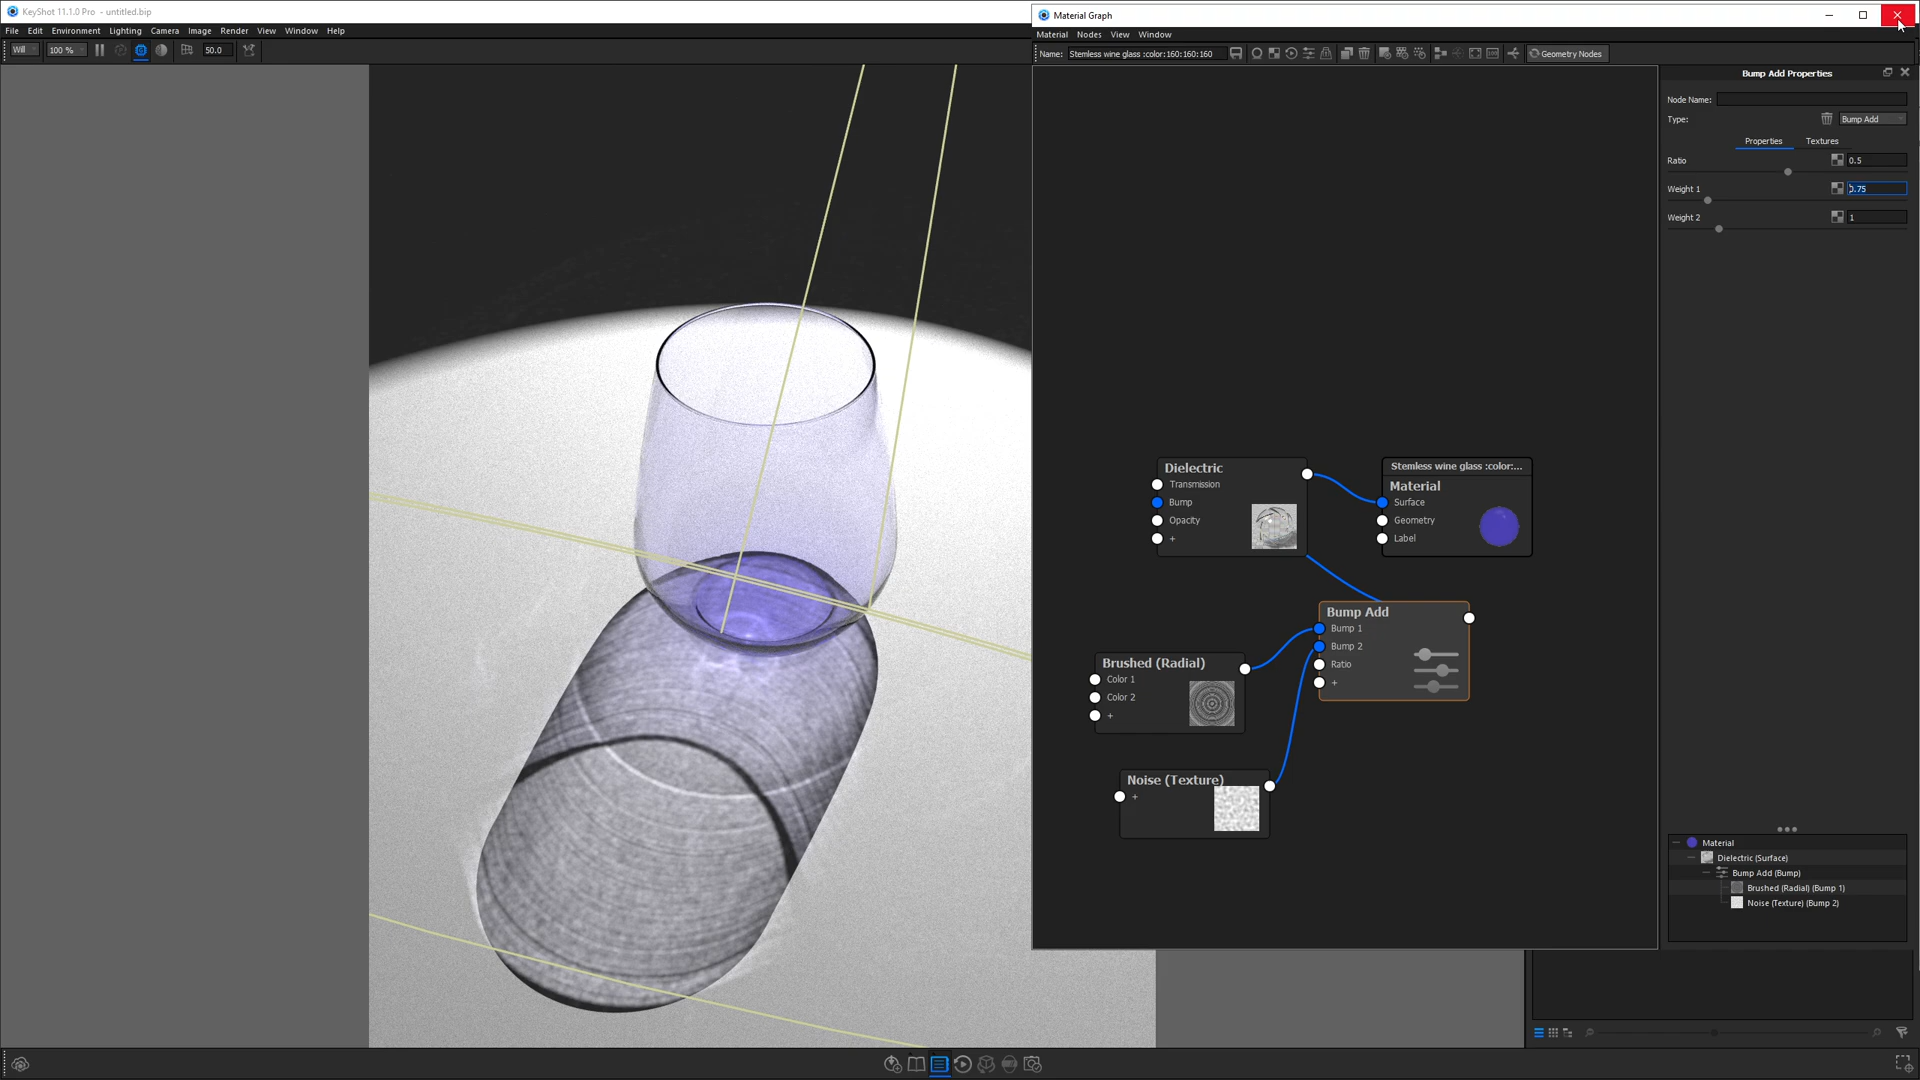 KeyShot 11.1.0 Pro - untitled.bip
File Edit Environment Lighting Camera Image Render View Window Help
Will 100 % 50.0
Material Graph
Material Nodes View Window
Name: Stemless wine glass :color:160:160:160 Geometry Nodes
Bump Add Properties
Node Name:
Type: Bump Add
Properties Textures
Ratio 0.5
Weight 1 0.75
Weight 2 1
Dielectric
Transmission
Bump
Opacity
+
Stemless wine glass :color:...
Material
Surface
Geometry
Label
Bump Add
Bump 1
Bump 2
Ratio
+
Brushed (Radial)
Color 1
Color 2
+
Noise (Texture)
+
Material
Dielectric (Surface)
Bump Add (Bump)
Brushed (Radial) (Bump 1)
Noise (Texture) (Bump 2)